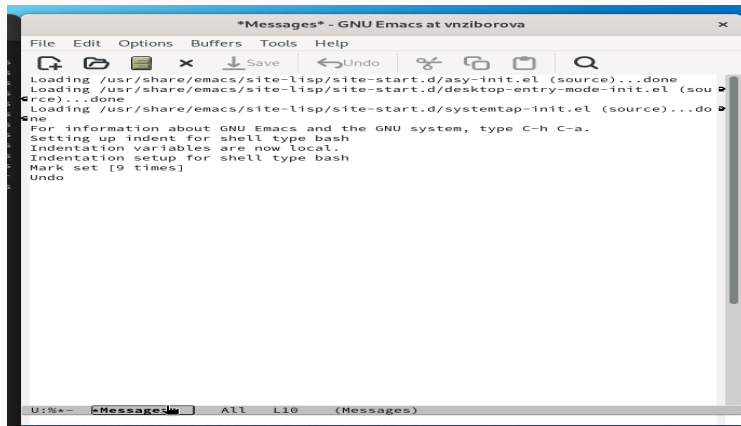 *Messages* - GNU Emacs at vnziborova
File Edit Options Buffers Tools Help
Save Undo
Loading /usr/share/emacs/site-lisp/site-start.d/asy-init.el (source)...done
Loading /usr/share/emacs/site-lisp/site-start.d/desktop-entry-mode-init.el (sou
rce)...done
Loading /usr/share/emacs/site-lisp/site-start.d/systemtap-init.el (source)...do
ne
For information about GNU Emacs and the GNU system, type C-h C-a.
Setting up indent for shell type bash
Indentation variables are now local.
Indentation setup for shell type bash
Mark set [9 times]
Undo
U:%*- *Messages All L10 (Messages)